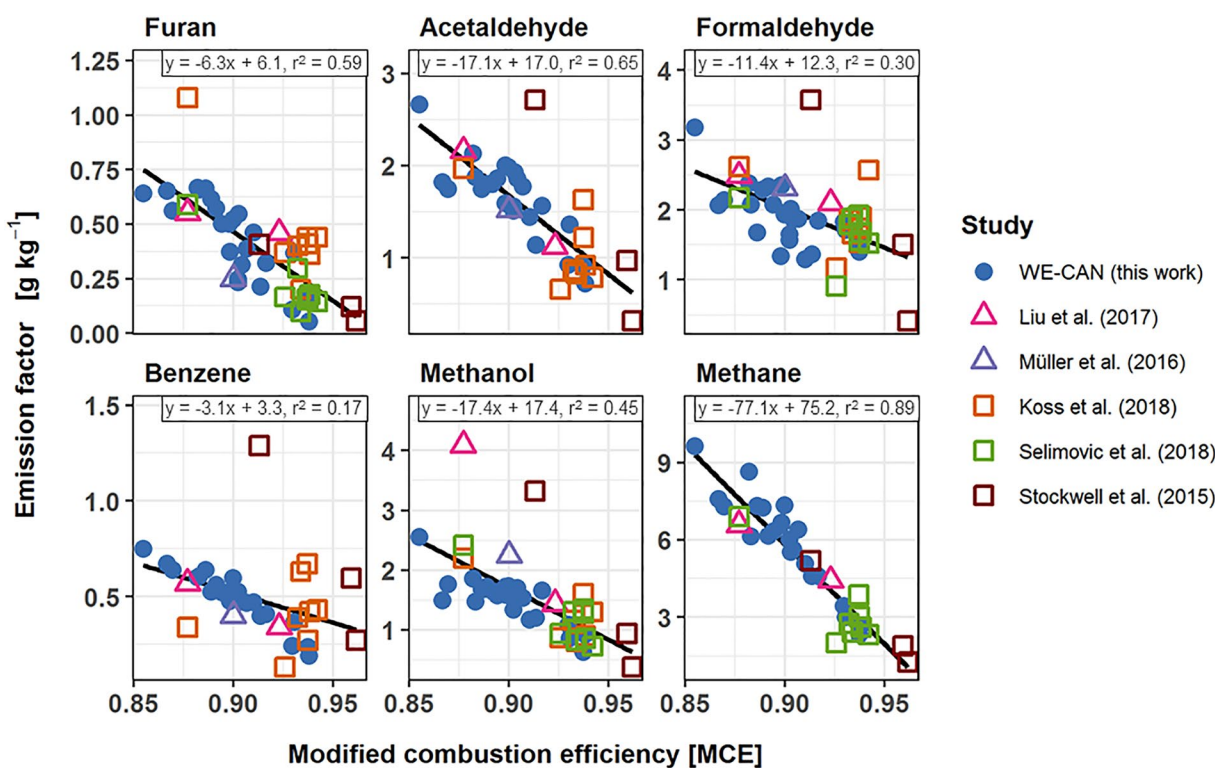 Furan
Acetaldehyde
Formaldehyde
y = -6.3x + 6.1, r² = 0.59
y = -17.1x + 17.0, r² = 0.65
y = -11.4x + 12.3, r² = 0.30
1.25
1.00
0.75
0.50
0.25
0.00
3
2
1
4
3
2
1
Emission factor [g kg⁻¹]
Benzene
Methanol
Methane
y = -3.1x + 3.3, r² = 0.17
y = -17.4x + 17.4, r² = 0.45
y = -77.1x + 75.2, r² = 0.89
1.5
1.0
0.5
4
3
2
1
9
6
3
0.85 0.90 0.95
0.85 0.90 0.95
0.85 0.90 0.95
Modified combustion efficiency [MCE]
Study
WE-CAN (this work)
Liu et al. (2017)
Müller et al. (2016)
Koss et al. (2018)
Selimovic et al. (2018)
Stockwell et al. (2015)